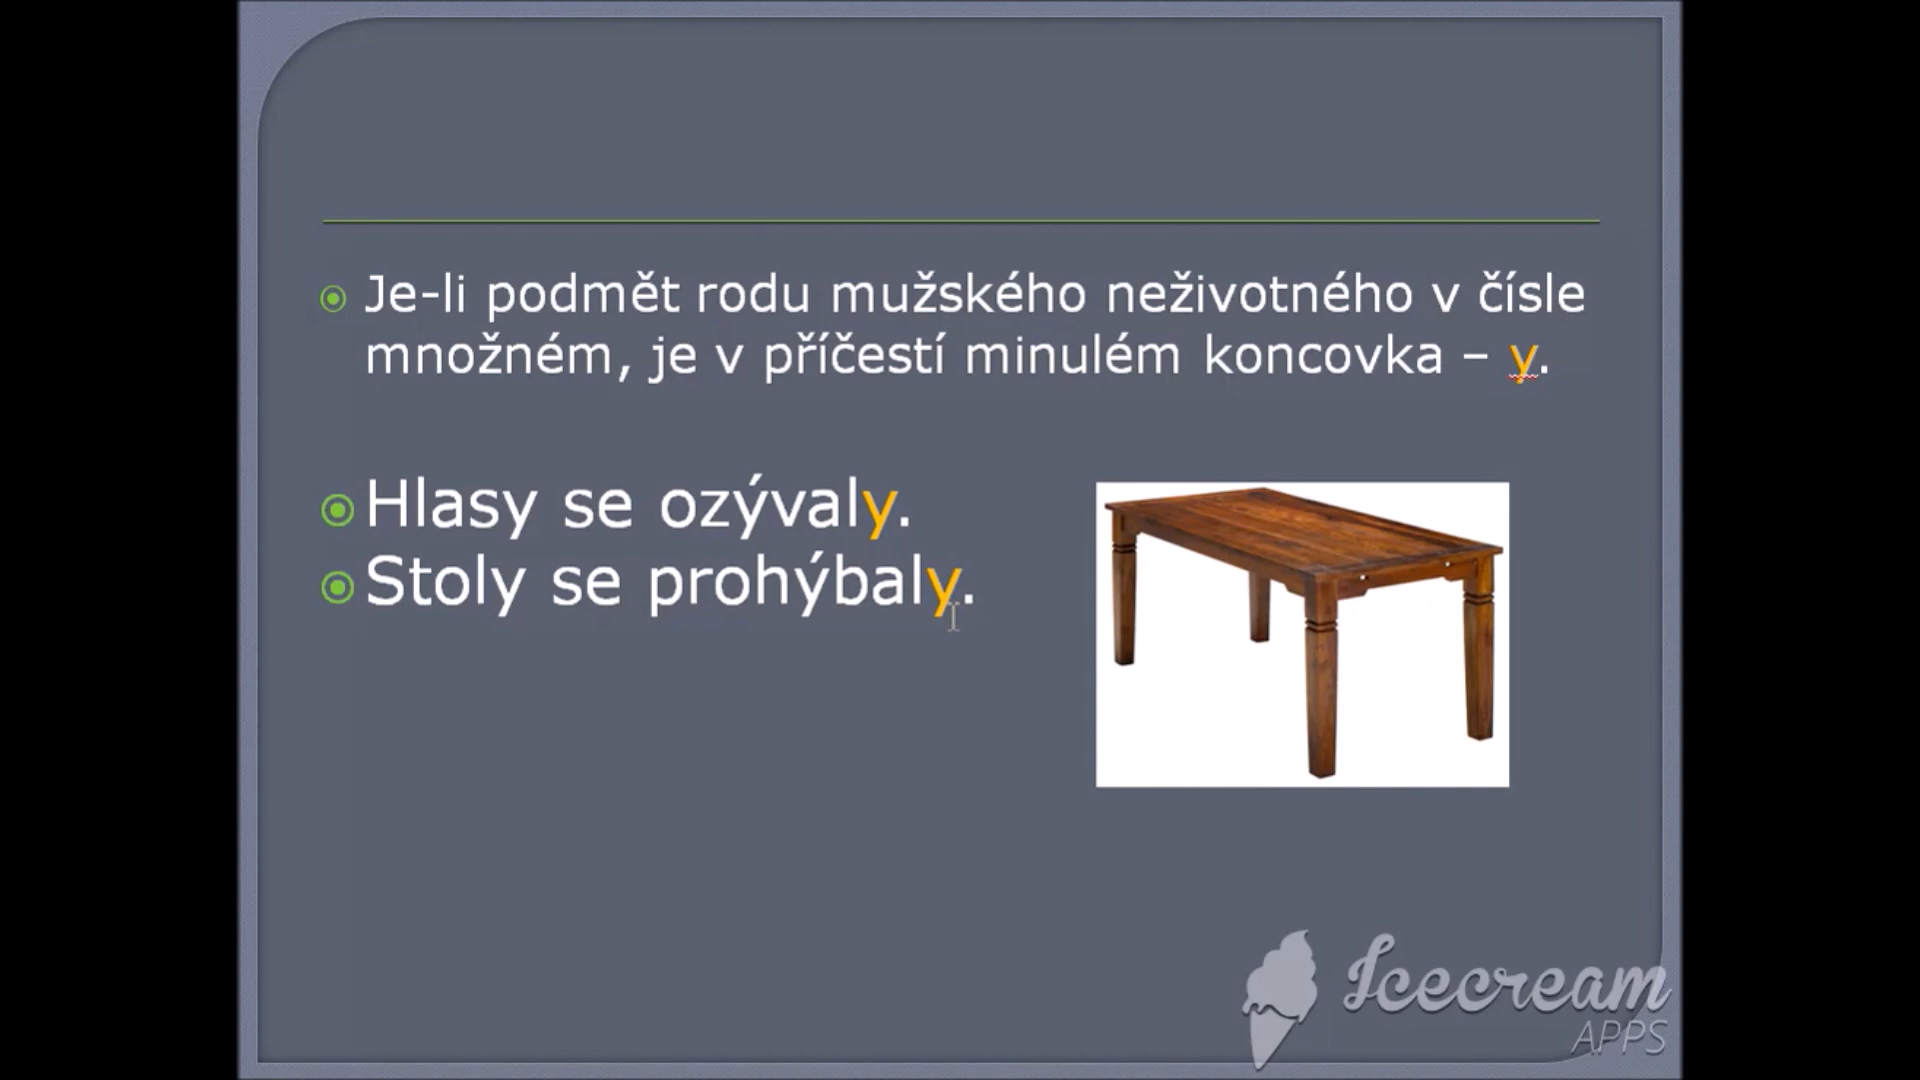 Je-li podmět rodu mužského neživotného v čísle
množném, je v příčestí minulém koncovka – y.
Hlasy se ozývaly.
Stoly se prohýbaly.
Icecream
APPS